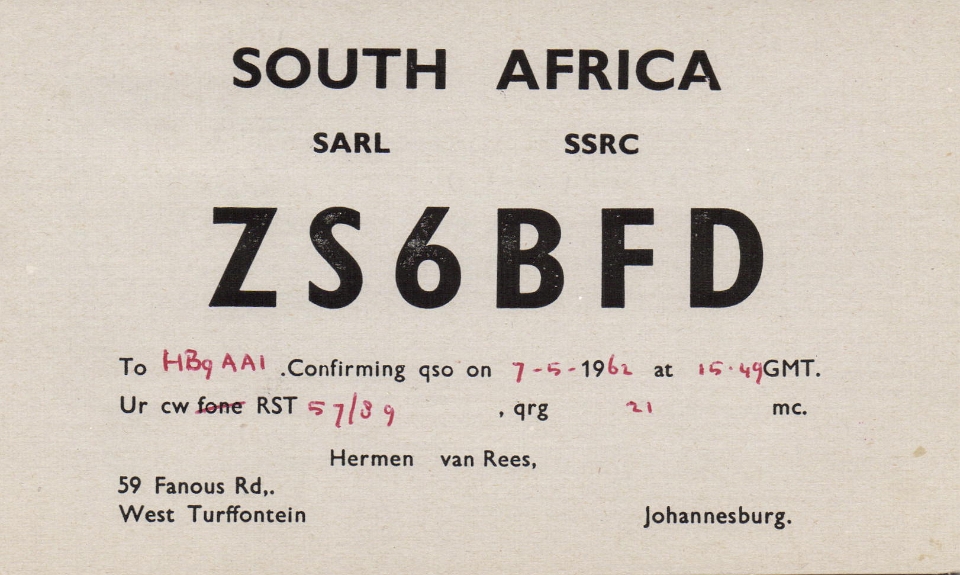 SOUTH AFRICA
SARL SSRC
ZS6BFD
To HB9AAI .Confirming qso on 7-5-1962 at 15.49GMT.
Ur cw fone RST 57/89 , qrg 21 mc.
Hermen van Rees,
59 Fanous Rd,.
West Turffontein Johannesburg.